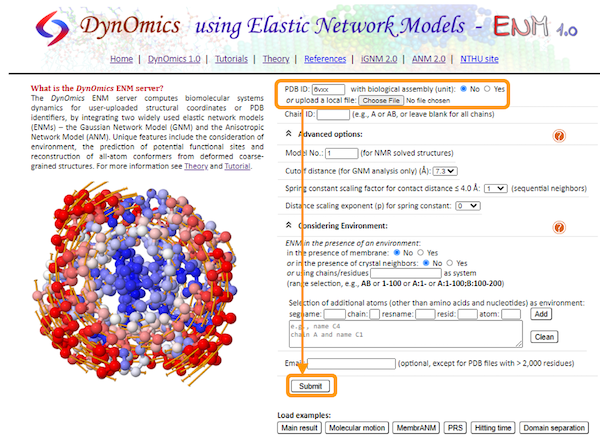 DynOmics using Elastic Network Models - ENM 1.0
Home | DynOmics 1.0 | Tutorials | Theory | References | iGNM 2.0 | ANM 2.0 | NTHU site
What is the DynOmics ENM server?
The DynOmics ENM server computes biomolecular systems
dynamics for user-uploaded structural coordinates or PDB
identifiers, by integrating two widely used elastic network models
(ENMs) – the Gaussian Network Model (GNM) and the Anisotropic
Network Model (ANM). Unique features include the consideration of
environment, the prediction of potential functional sites and
reconstruction of all-atom conformers from deformed coarse-
grained structures. For more information see Theory and Tutorial.
PDB ID: 6vxx with biological assembly (unit): No Yes
or upload a local file: Choose File No file chosen
Chain ID: (e.g., A or AB, or leave blank for all chains)
Advanced options: ?
Model No.: 1 (for NMR solved structures)
Cutoff distance (for GNM analysis only) (Å): 7.3
Spring constant scaling factor for contact distance ≤ 4.0 Å: 1 (sequential neighbors)
Distance scaling exponent (p) for spring constant: 0
Considering Environment: ?
ENM in the presence of an environment:
in the presence of membrane: No Yes
or in the presence of crystal neighbors: No Yes
or using chains/residues as system
(range selection, e.g., AB or 1-100 or A:1- or A:1-100;B:100-200)
Selection of additional atoms (other than amino acids and nucleotides) as environment:
segname: chain: resname: resid: atom: Add
e.g., name C4
chain A and name C1
Clean
Email: (optional, except for PDB files with > 2,000 residues)
Submit
Load examples:
Main result Molecular motion MembrANM PRS Hitting time Domain separation